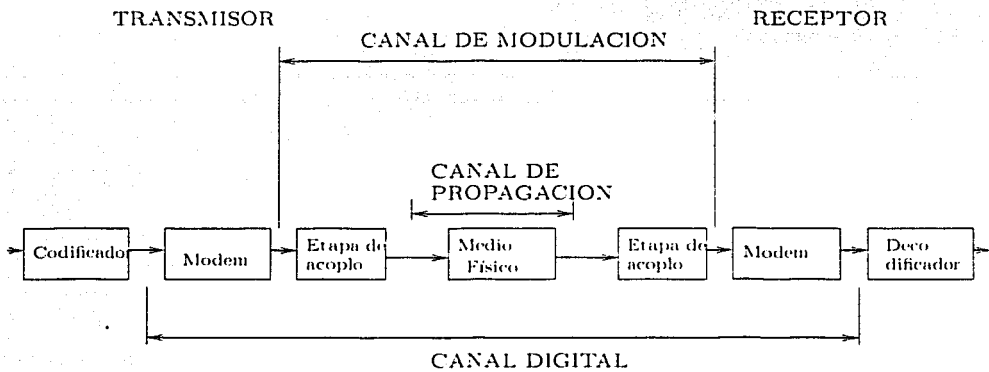 TRANSMISOR
RECEPTOR
CANAL DE MODULACION
CANAL DE
PROPAGACION
Codificador
Modem
Etapa de
acoplo
Medio
Físico
Etapa de
acoplo
Modem
Deco
dificador
CANAL DIGITAL